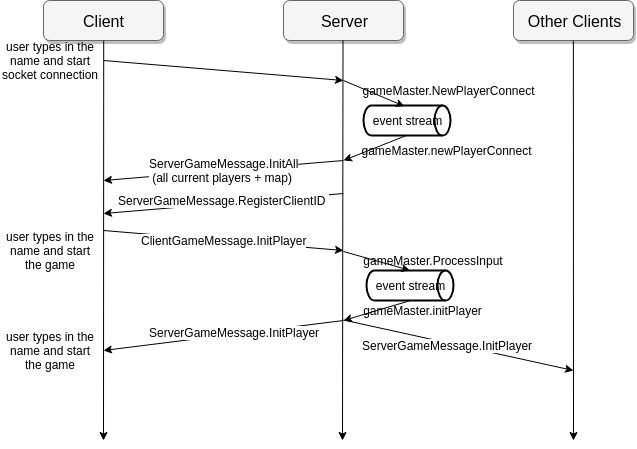 Client
Server
Other Clients
user types in the
name and start
socket connection
gameMaster.NewPlayerConnect
event stream
gameMaster.newPlayerConnect
ServerGameMessage.InitAll
(all current players + map)
ServerGameMessage.RegisterClientID
user types in the
name and start
the game
ClientGameMessage.InitPlayer
gameMaster.ProcessInput
event stream
gameMaster.initPlayer
ServerGameMessage.InitPlayer
user types in the
name and start
the game
ServerGameMessage.InitPlayer